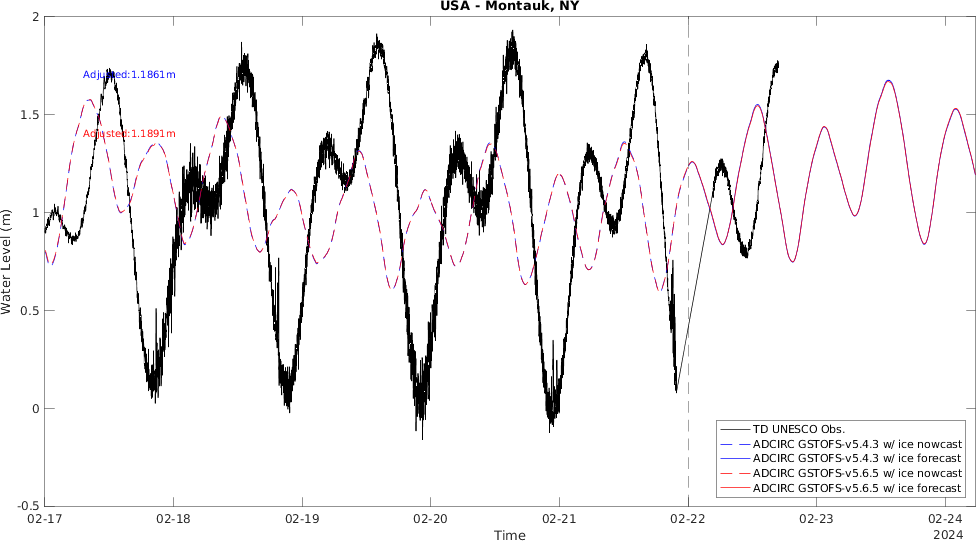 USA - Montauk, NY
2
1.5
1
0.5
0
-0.5
Water Level (m)
Adjusted:1.1861m
Adjusted:1.1891m
TD UNESCO Obs.
ADCIRC GSTOFS-v5.4.3 w/ ice nowcast
ADCIRC GSTOFS-v5.4.3 w/ ice forecast
ADCIRC GSTOFS-v5.6.5 w/ ice nowcast
ADCIRC GSTOFS-v5.6.5 w/ ice forecast
02-17 02-18 02-19 02-20 02-21 02-22 02-23 02-24
Time
2024